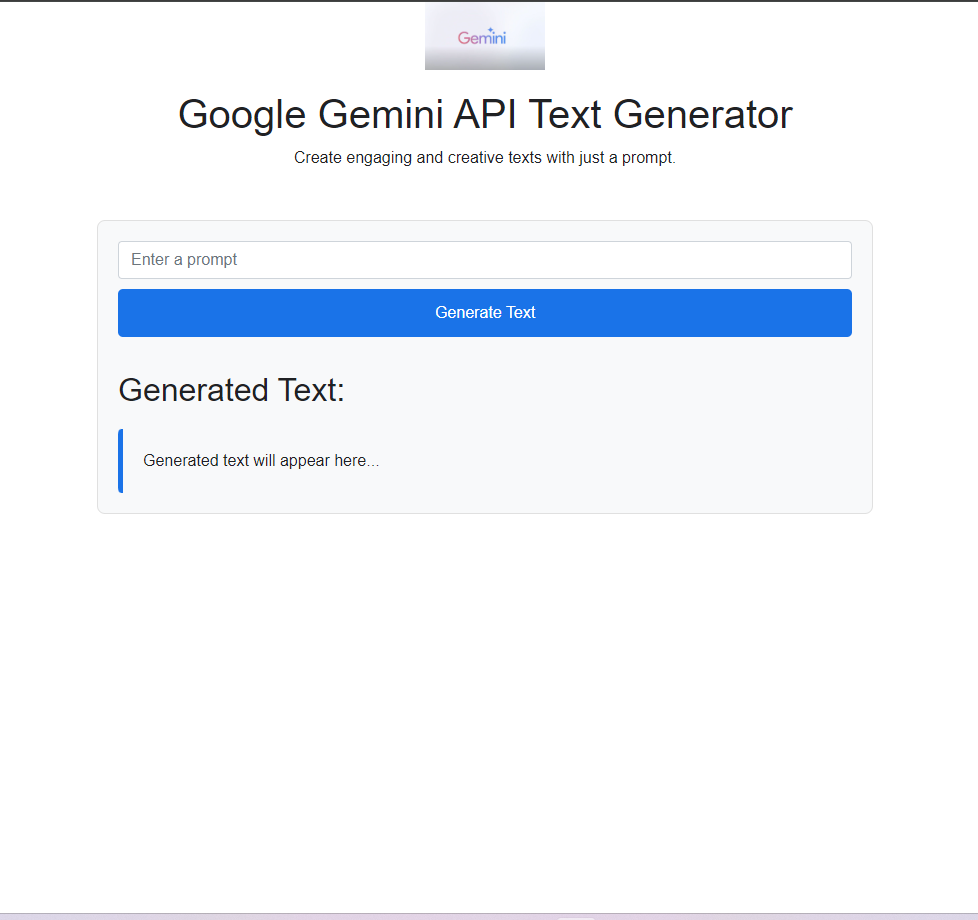 Gemini
Google Gemini API Text Generator
Create engaging and creative texts with just a prompt.
Enter a prompt
Generate Text
Generated Text:
Generated text will appear here...